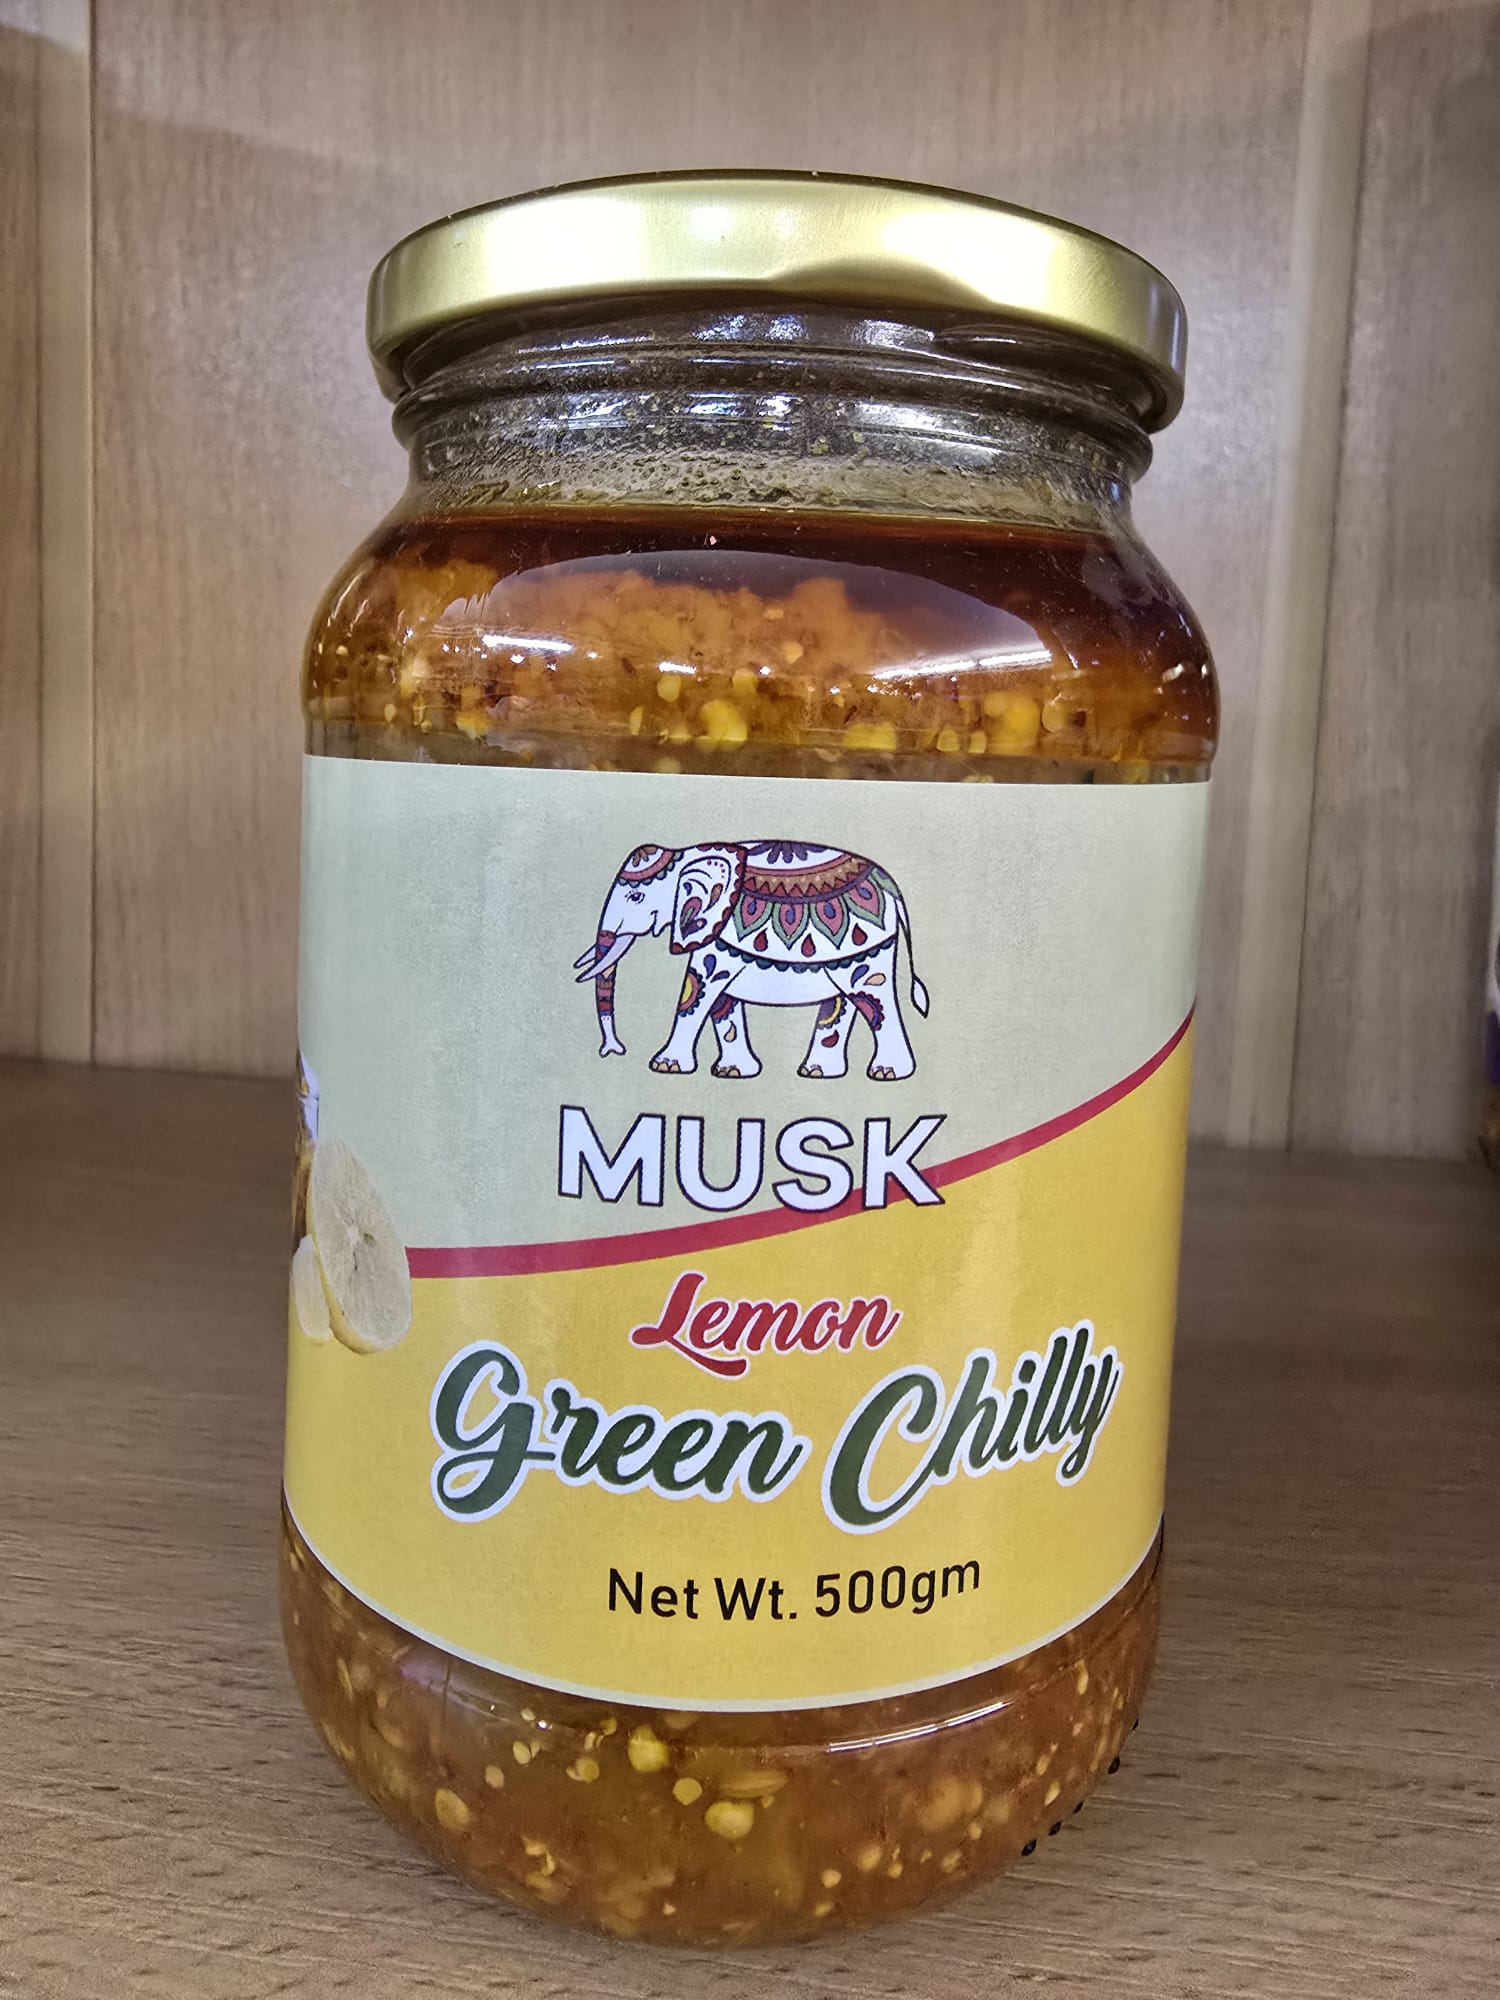 MUSK
Lemon
Green Chilly
Net Wt. 500gm